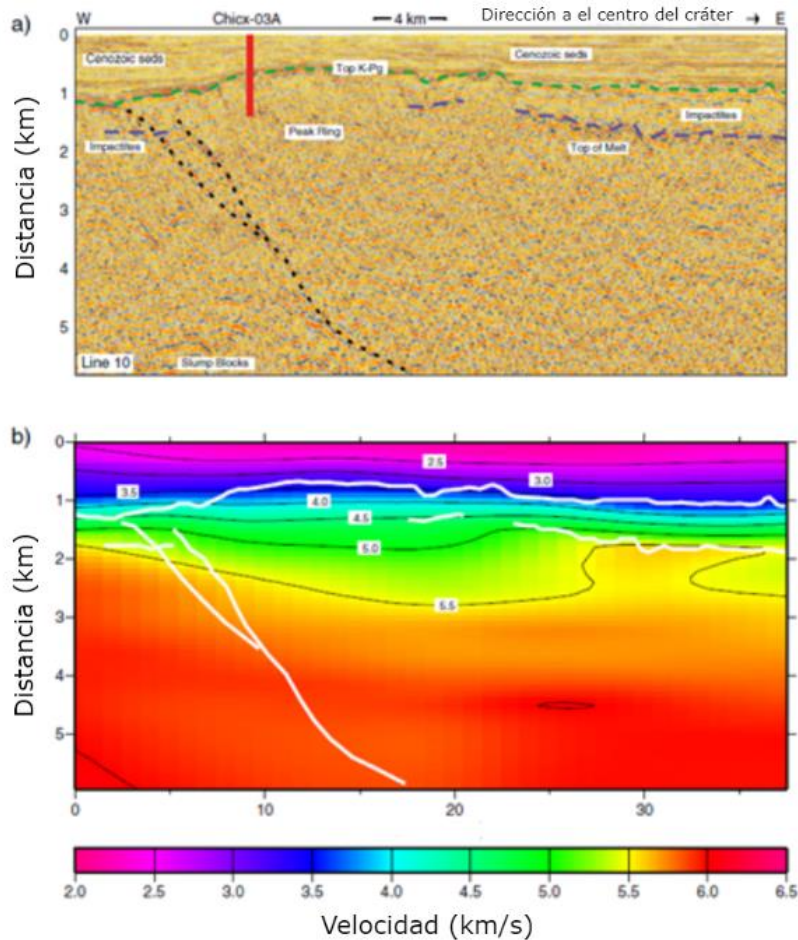 W Chicx-03A 4 km Dirección a el centro del cráter E
a)
0
Cenozoic seds
Cenozoic seds
Top K-Pg
1
Impactites
Peak Ring
Impactites
2
Top of Melt
3
4
5
Line 10
Slump Blocks
Distancia (km)
b)
0
2.5
3.0
3.5
1
4.0
4.5
5.0
2
5.5
3
4
5
Distancia (km)
0 10 20 30
2.0 2.5 3.0 3.5 4.0 4.5 5.0 5.5 6.0 6.5
Velocidad (km/s)